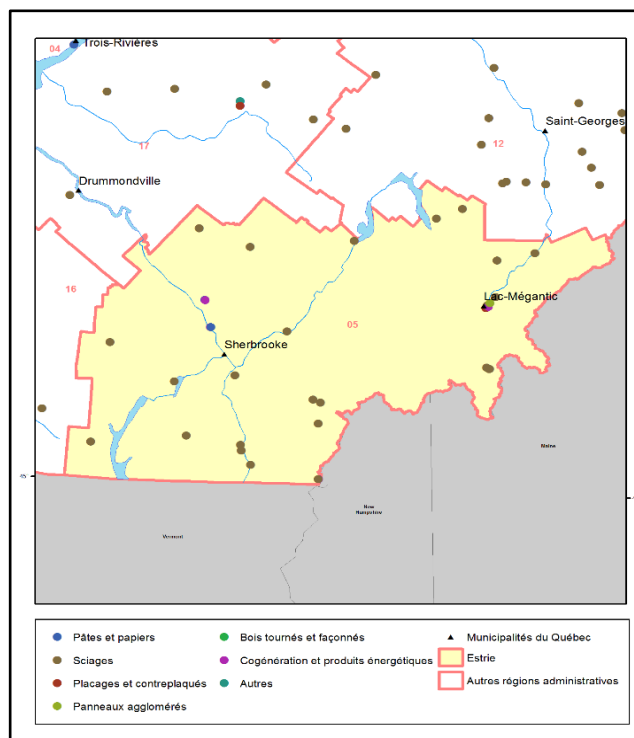 04
Trois-Rivières
Saint-Georges
17
12
Drummondville
16
Lac-Mégantic
05
Sherbrooke
Maine
New
Hampshire
Vermont
Pâtes et papiers
Bois tournés et façonnés
Municipalités du Québec
Sciages
Cogénération et produits énergétiques
Estrie
Placages et contreplaqués
Autres
Autres régions administratives
Panneaux agglomérés